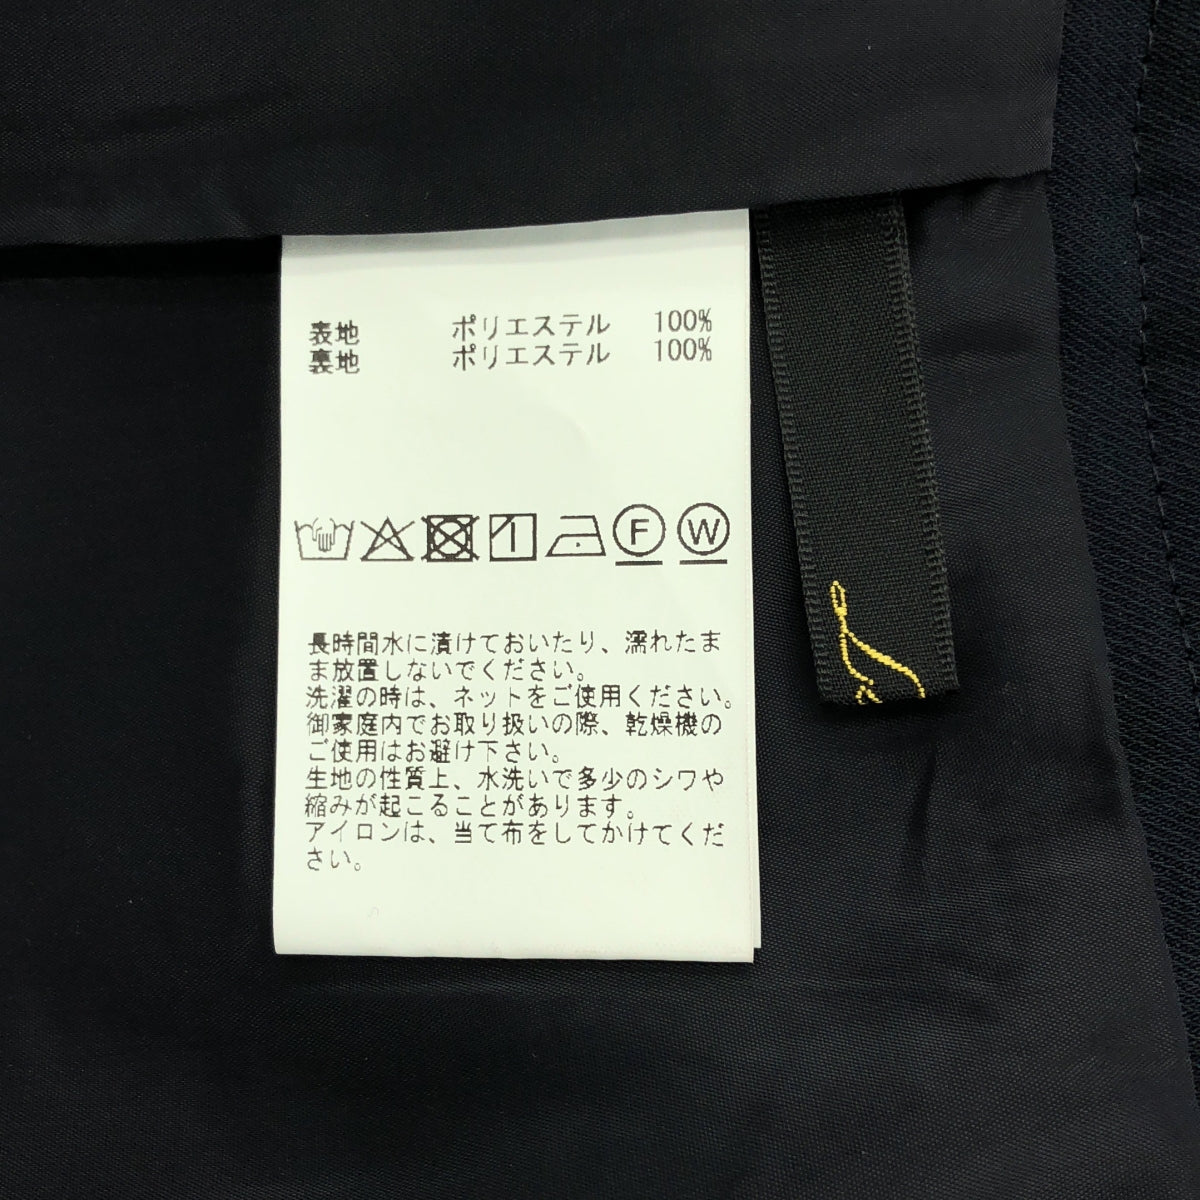 表地 ポリエステル 100%
裏地 ポリエステル 100%
F W
長時間水に漬けておいたり、濡れたま
ま放置しないでください。
洗濯の時は、ネットをご使用ください。
御家庭内でお取り扱いの際、乾燥機の
ご使用はお避け下さい。
生地の性質上、水洗いで多少のシワや
縮みが起こることがあります。
アイロンは、当て布をしてかけてくだ
さい。